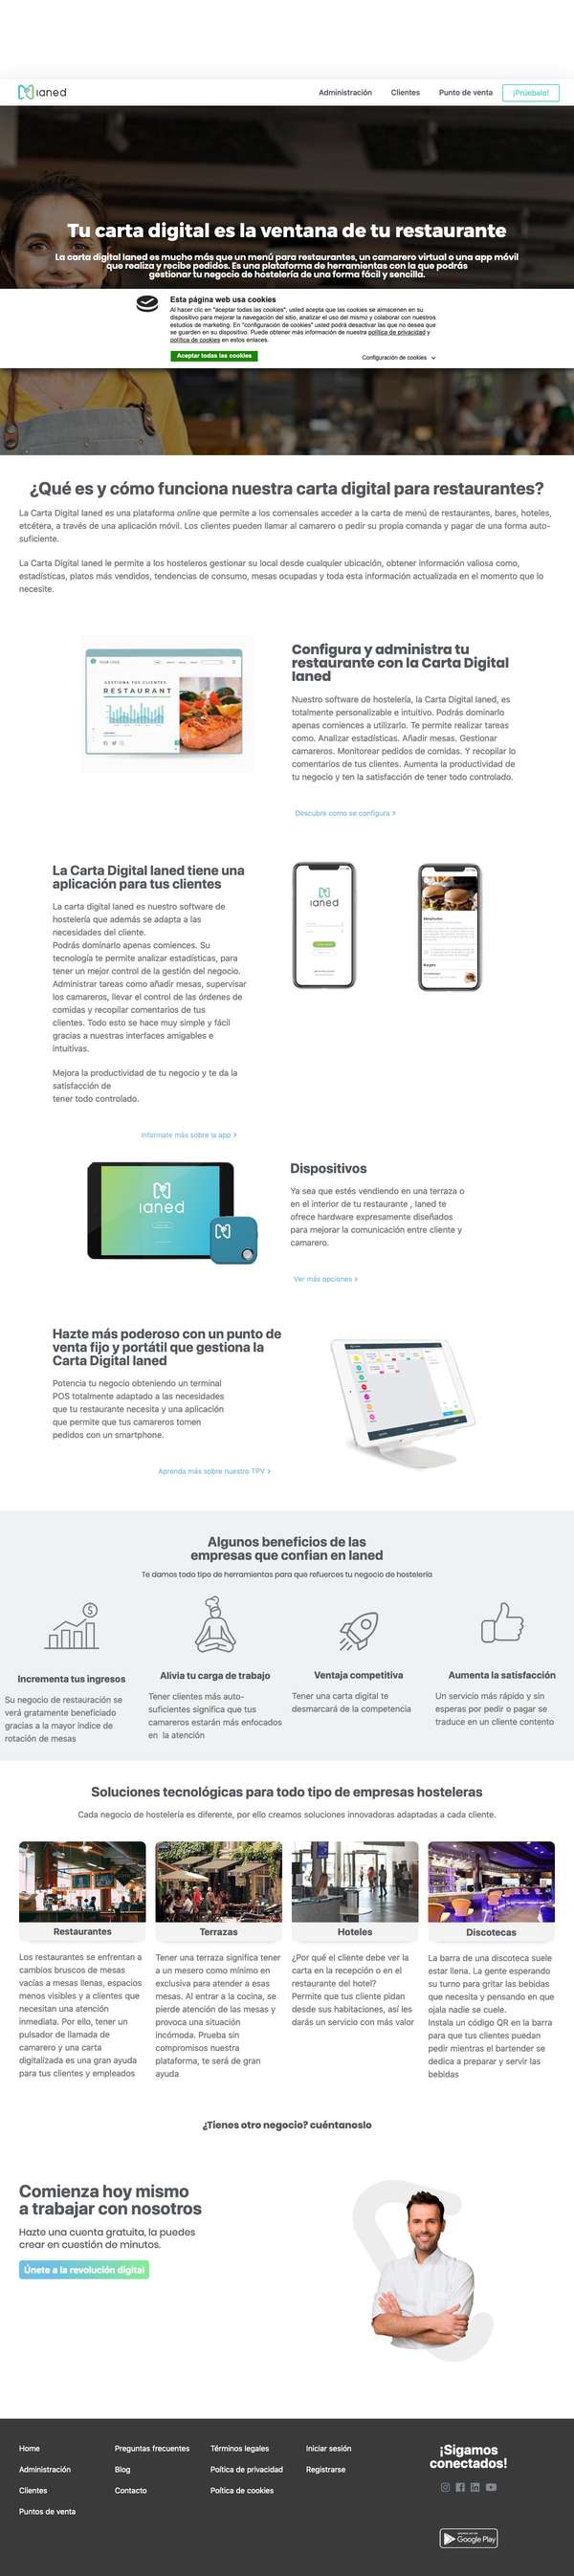 ıaned
Administración Clientes Punto de venta ¡Pruébalo!
Tu carta digital es la ventana de tu restaurante
La carta digital Ianed es mucho más que un menú para restaurantes, un camarero virtual o una app móvil
que realiza y recibe pedidos. Es una plataforma de herramientas con la que podrás
gestionar tu negocio de hostelería de una forma fácil y sencilla.
Esta página web usa cookies
Al hacer clic en "aceptar todas las cookies", usted acepta que las cookies se almacenen en su
dispositivo para mejorar la navegación del sitio, analizar el uso del mismo y colaborar con nuestros
estudios de marketing. En "configuración de cookies" usted podrá desactivar las que no desea que
se guarden en su dispositivo. Puede obtener más información de nuestra política de privacidad y
política de cookies en estos enlaces.
Aceptar todas las cookies
Configuración de cookies
¿Qué es y cómo funciona nuestra carta digital para restaurantes?
La Carta Digital Ianed es una plataforma online que permite a los comensales acceder a la carta de menú de restaurantes, bares, hoteles,
etcétera, a través de una aplicación móvil. Los clientes pueden llamar al camarero o pedir su propia comanda y pagar de una forma auto-
suficiente.
La Carta Digital Ianed le permite a los hosteleros gestionar su local desde cualquier ubicación, obtener información valiosa como,
estadísticas, platos más vendidos, tendencias de consumo, mesas ocupadas y toda esta información actualizada en el momento que lo
necesite.
YOUR LOGO
GESTIONA TUS CLIENTES
RESTAURANT
Configura y administra tu
restaurante con la Carta Digital
Ianed
Nuestro software de hostelería, la Carta Digital Ianed, es
totalmente personalizable e intuitivo. Podrás dominarlo
apenas comiences a utilizarlo. Te permite realizar tareas
como. Analizar estadísticas. Añadir mesas. Gestionar
camareros. Monitorear pedidos de comidas. Y recopilar lo
comentarios de tus clientes. Aumenta la productividad de
tu negocio y ten la satisfacción de tener todo controlado.
Descubre como se configura >
La Carta Digital Ianed tiene una
aplicación para tus clientes
La carta digital Ianed es nuestro software de
hostelería que además se adapta a las
necesidades del cliente.
Podrás dominarlo apenas comiences. Su
tecnología te permite analizar estadísticas, para
tener un mejor control de la gestión del negocio.
Administrar tareas como añadir mesas, supervisar
los camareros, llevar el control de las órdenes de
comidas y recopilar comentarios de tus
clientes. Todo esto se hace muy simple y fácil
gracias a nuestras interfaces amigables e
intuitivas.
Mejora la productividad de tu negocio y te da la
satisfacción de
tener todo controlado.
Informate más sobre la app >
ıaned
ıaned
Dispositivos
Ya sea que estés vendiendo en una terraza o
en el interior de tu restaurante , Ianed te
ofrece hardware expresamente diseñados
para mejorar la comunicación entre cliente y
camarero.
Ver más opciones >
Hazte más poderoso con un punto de
venta fijo y portátil que gestiona la
Carta Digital Ianed
Potencia tu negocio obteniendo un terminal
POS totalmente adaptado a las necesidades
que tu restaurante necesita y una aplicación
que permite que tus camareros tomen
pedidos con un smartphone.
Aprenda más sobre nuestro TPV >
Algunos beneficios de las
empresas que confian en Ianed
Te damos todo tipo de herramientas para que refuerces tu negocio de hostelería
Incrementa tus ingresos
Su negocio de restauración se
verá gratamente beneficiado
gracias a la mayor indice de
rotación de mesas
Alivia tu carga de trabajo
Tener clientes más auto-
suficientes significa que tus
camareros estarán más enfocados
en la atención
Ventaja competitiva
Tener una carta digital te
desmarcará de la competencia
Aumenta la satisfacción
Un servicio más rápido y sin
esperas por pedir o pagar se
traduce en un cliente contento
Soluciones tecnológicas para todo tipo de empresas hosteleras
Cada negocio de hostelería es diferente, por ello creamos soluciones innovadoras adaptadas a cada cliente.
Restaurantes
Los restaurantes se enfrentan a
cambios bruscos de mesas
vacías a mesas llenas, espacios
menos visibles y a clientes que
necesitan una atención
inmediata. Por ello, tener un
pulsador de llamada de
camarero y una carta
digitalizada es una gran ayuda
para tus clientes y empleados
Terrazas
Tener una terraza significa tener
a un mesero como mínimo en
exclusiva para atender a esas
mesas. Al entrar a la cocina, se
pierde atención de las mesas y
provoca una situación
incómoda. Prueba sin
compromisos nuestra
plataforma, te será de gran
ayuda
Hoteles
¿Por qué el cliente debe ver la
carta en la recepción o en el
restaurante del hotel?
Permite que tus cliente pidan
desde sus habitaciones, así les
darás un servicio con más valor
Discotecas
La barra de una discoteca suele
estar llena. La gente esperando
su turno para gritar las bebidas
que necesita y pensando en que
ojala nadie se cuele.
Instala un código QR en la barra
para que tus clientes puedan
pedir mientras el bartender se
dedica a preparar y servir las
bebidas
¿Tienes otro negocio? cuéntanoslo
Comienza hoy mismo
a trabajar con nosotros
Hazte una cuenta gratuita, la puedes
crear en cuestión de minutos.
Únete a la revolución digital
Home Preguntas frecuentes Términos legales Iniciar sesión
Administración Blog Política de privacidad Registrarse
Clientes Contacto Política de cookies
Puntos de venta
¡Sigamos
conectados!
Google Play